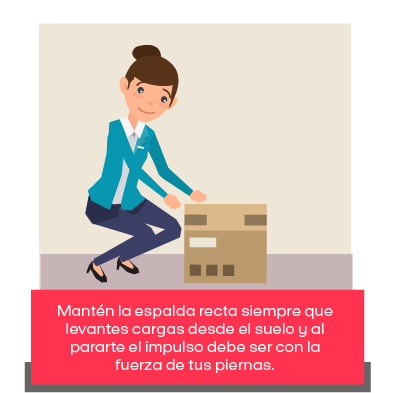 Mantén la espalda recta siempre que
levantes cargas desde el suelo y al
pararte el impulso debe ser con la
fuerza de tus piernas.